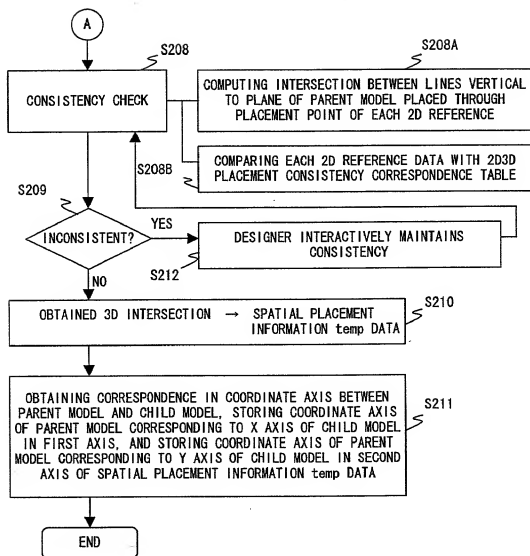 A
S208
S208A
CONSISTENCY CHECK
COMPUTING INTERSECTION BETWEEN LINES VERTICAL
TO PLANE OF PARENT MODEL PLACED THROUGH
PLACEMENT POINT OF EACH 2D REFERENCE
S208B
COMPARING EACH 2D REFERENCE DATA WITH 2D3D
PLACEMENT CONSISTENCY CORRESPONDENCE TABLE
S209
INCONSISTENT?
YES
DESIGNER INTERACTIVELY MAINTAINS
CONSISTENCY
S212
NO
S210
OBTAINED 3D INTERSECTION → SPATIAL PLACEMENT
INFORMATION temp DATA
S211
OBTAINING CORRESPONDENCE IN COORDINATE AXIS BETWEEN
PARENT MODEL AND CHILD MODEL, STORING COORDINATE AXIS
OF PARENT MODEL CORRESPONDING TO X AXIS OF CHILD MODEL
IN FIRST AXIS, AND STORING COORDINATE AXIS OF PARENT
MODEL CORRESPONDING TO Y AXIS OF CHILD MODEL IN SECOND
AXIS OF SPATIAL PLACEMENT INFORMATION temp DATA
END